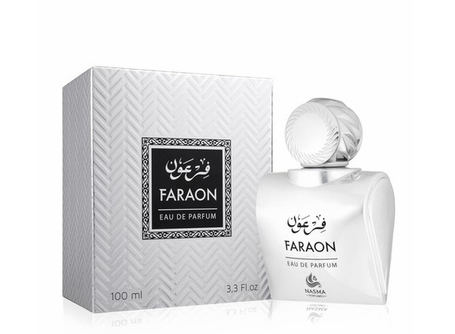 فرعون
FARAON
EAU DE PARFUM
100 ml
3,3 Fl.oz
فرعون
FARAON
EAU DE PARFUM
NASMA